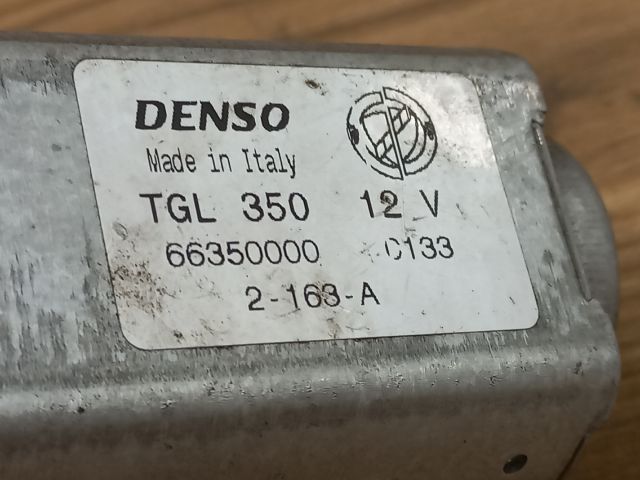 DENSO
Made in Italy
TGL 350 12 V
66350000 C133
2-163-A